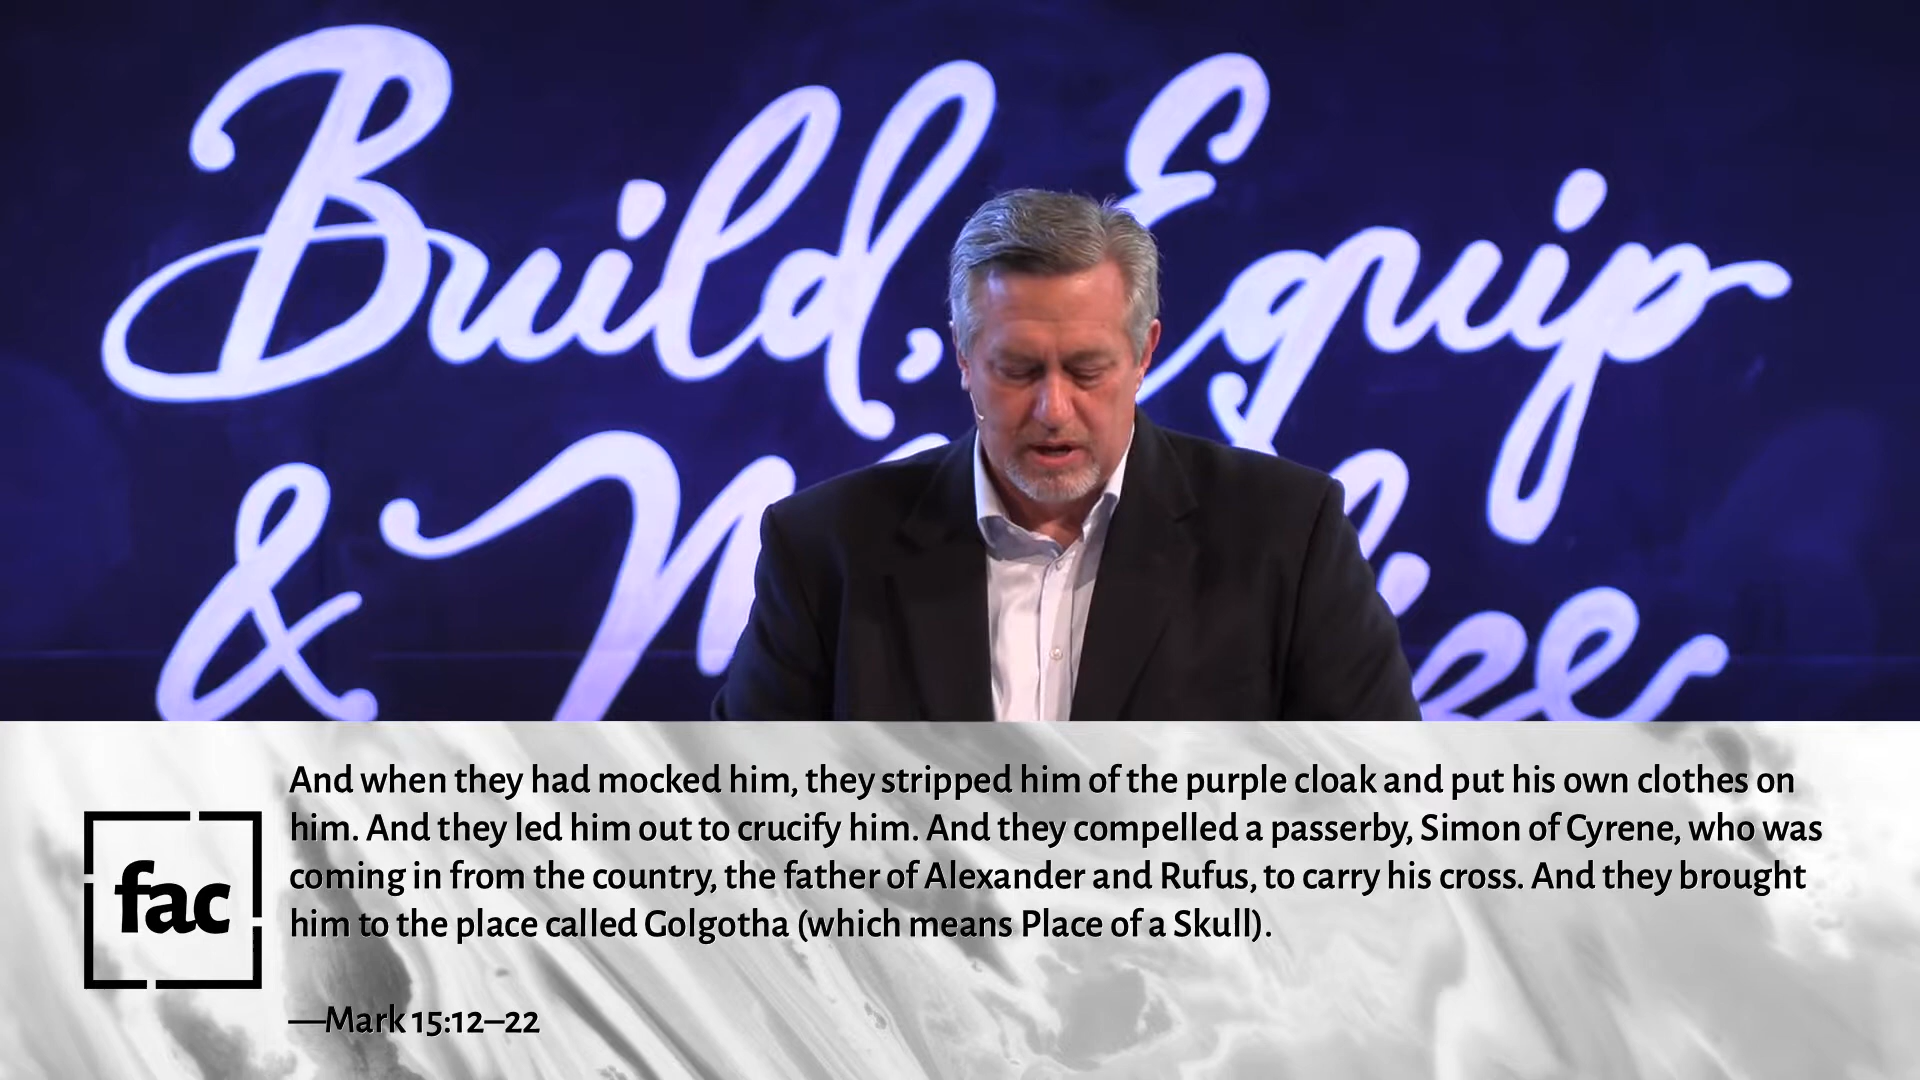 Build, Equip
&
And when they had mocked him, they stripped him of the purple cloak and put his own clothes on
him. And they led him out to crucify him. And they compelled a passerby, Simon of Cyrene, who was
coming in from the country, the father of Alexander and Rufus, to carry his cross. And they brought
him to the place called Golgotha (which means Place of a Skull).
fac
—Mark 15:12–22